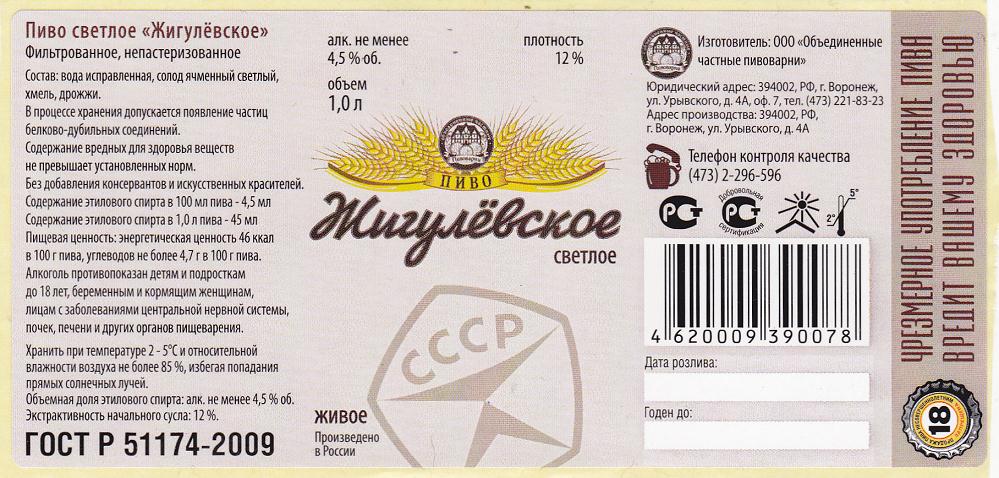 Пиво светлое «Жигулёвское»
Фильтрованное, непастеризованное
Состав: вода исправленная, солод ячменный светлый,
хмель, дрожжи.
В процессе хранения допускается появление частиц
белково-дубильных соединений.
Содержание вредных для здоровья веществ
не превышает установленных норм.
Без добавления консервантов и искусственных красителей.
Содержание этилового спирта в 100 мл пива - 4,5 мл
Содержание этилового спирта в 1,0 л пива - 45 мл
Пищевая ценность: энергетическая ценность 46 ккал
в 100 г пива, углеводов не более 4,7 г в 100 г пива.
Алкоголь противопоказан детям и подросткам
до 18 лет, беременным и кормящим женщинам,
лицам с заболеваниями центральной нервной системы,
почек, печени и других органов пищеварения.
Хранить при температуре 2 - 5°С и относительной
влажности воздуха не более 85 %, избегая попадания
прямых солнечных лучей.
Объемная доля этилового спирта: алк. не менее 4,5 % об.
Экстрактивность начального сусла: 12 %.
ГОСТ Р 51174-2009
алк. не менее
4,5 % об.
объем
1,0 л
плотность
12 %
Пивоварни
ПИВО
Жигулёвское
светлое
СССР
живое
Произведено
в России
Изготовитель: ООО «Объединенные
частные пивоварни»
Юридический адрес: 394002, РФ, г. Воронеж,
ул. Урывского, д. 4А, оф. 7, тел. (473) 221-83-23
Адрес производства: 394002, РФ,
г. Воронеж, ул. Урывского, д. 4А
Телефон контроля качества
(473) 2-296-596
РСТ
Добровольная
РСТ
сертификация
2°
5°
4 620009 390078
Дата розлива:
Годен до:
ЧРЕЗМЕРНОЕ УПОТРЕБЛЕНИЕ ПИВА
ВРЕДИТ ВАШЕМУ ЗДОРОВЬЮ
18
ПРОДАЖА ПИВА НЕСОВЕРШЕННОЛЕТНИМ